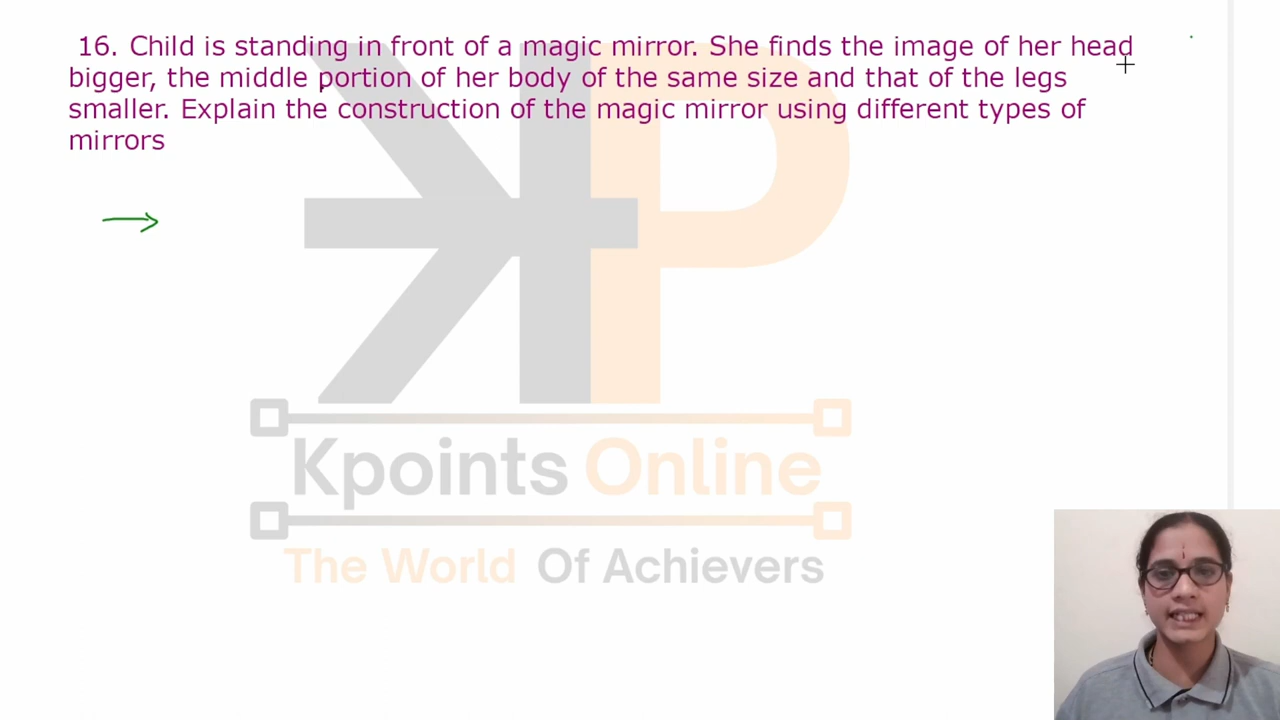 16. Child is standing in front of a magic mirror. She finds the image of her head
bigger, the middle portion of her body of the same size and that of the legs
smaller. Explain the construction of the magic mirror using different types of
mirrors
KP
Kpoints Online
The World Of Achievers